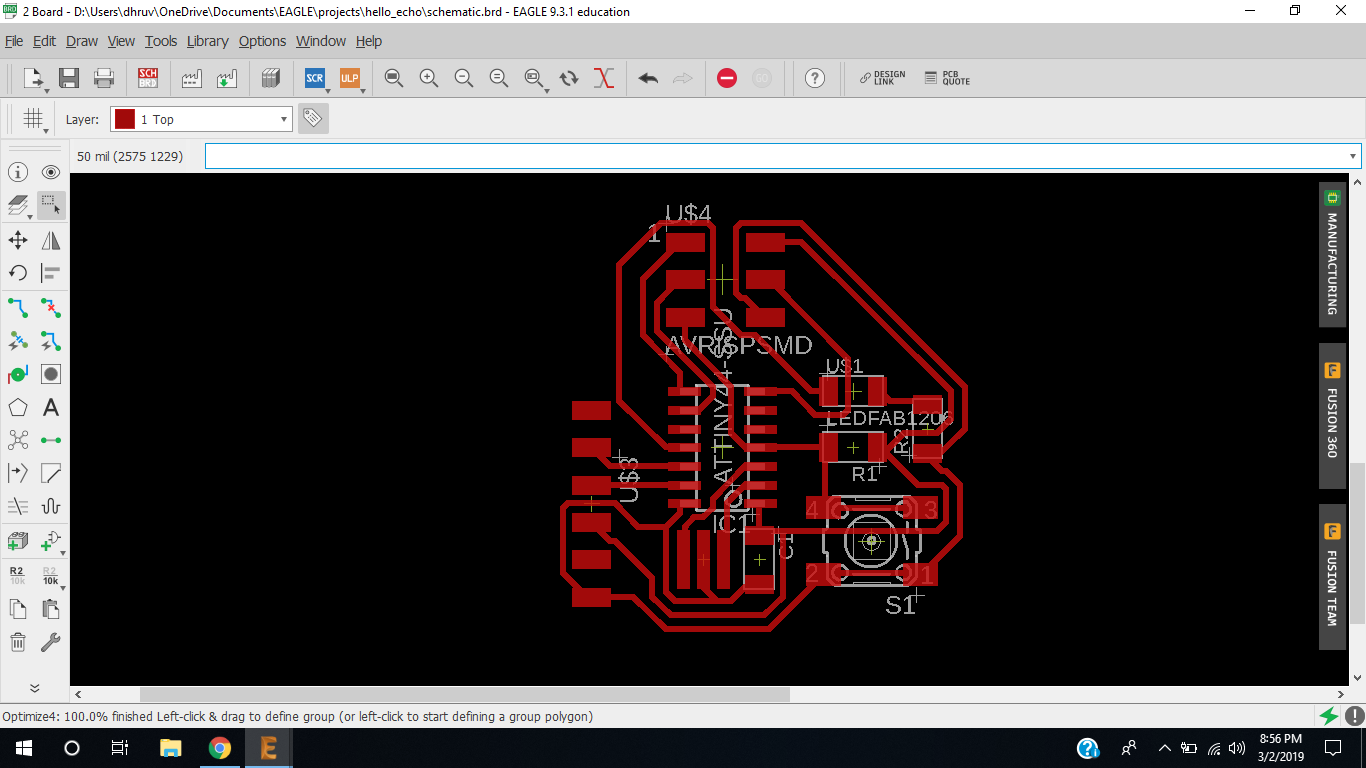 2 Board - D:\Users\dhruv\OneDrive\Documents\EAGLE\projects\hello_echo\schematic.brd - EAGLE 9.3.1 education
File Edit Draw View Tools Library Options Window Help
SCH
BRD
SCR
ULP
GO
DESIGN
LINK
PCB
QUOTE
Layer: 1 Top
50 mil (2575 1229)
U$4
1
AVRISPSMD
U$1
LEDFAB1206
ATTINY44-SSU
U$3
R2
R1
IC1
C1
4
3
2
1
S1
MANUFACTURING
FUSION 360
FUSION TEAM
R2
10k
R2
10k
Optimize4: 100.0% finished Left-click & drag to define group (or left-click to start defining a group polygon)
8:56 PM
3/2/2019